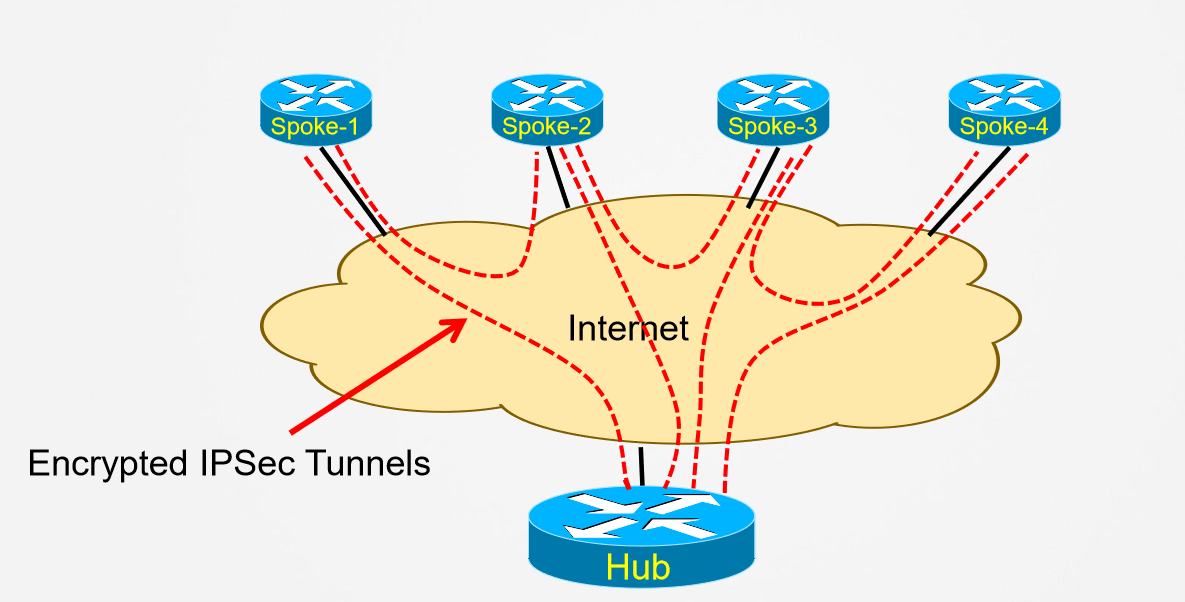 Spoke-1
Spoke-2
Spoke-3
Spoke-4
Internet
Encrypted IPSec Tunnels
Hub